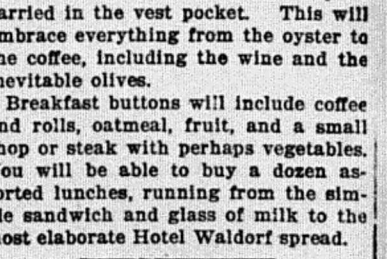 arried in the vest pocket. This will
mbrace everything from the oyster to
he coffee, including the wine and the
nevitable olives.
Breakfast buttons will include coffee
nd rolls, oatmeal, fruit, and a small
hop or steak with perhaps vegetables.
ou will be able to buy a dozen as-
orted lunches, running from the sim-
le sandwich and glass of milk to the
ost elaborate Hotel Waldorf spread.